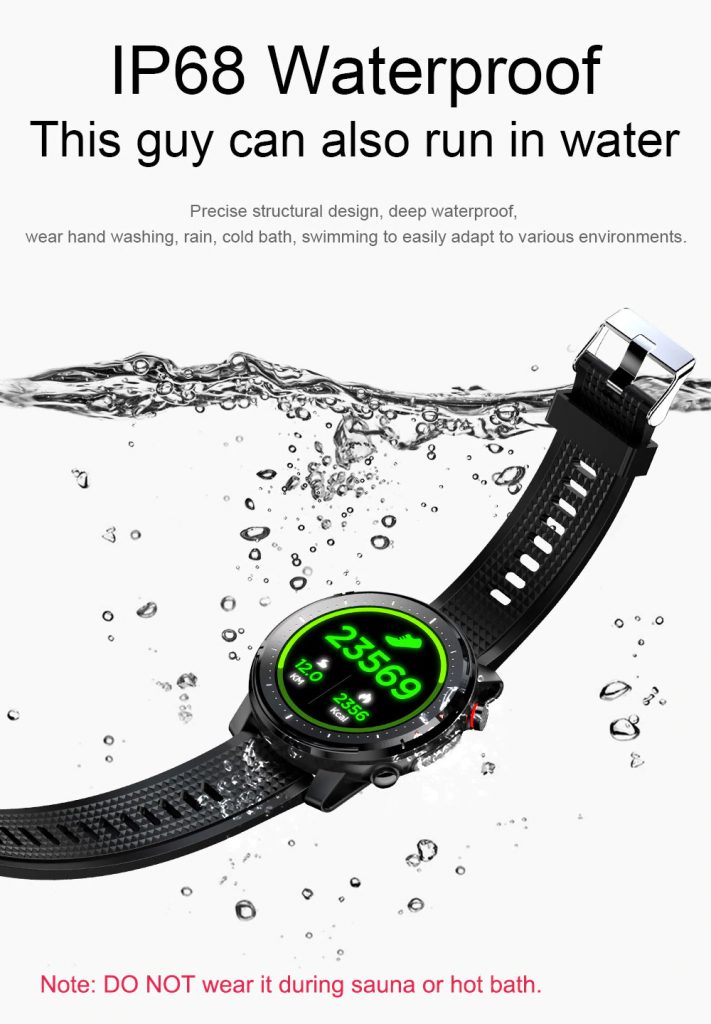 IP68 Waterproof
This guy can also run in water
Precise structural design, deep waterproof,
wear hand washing, rain, cold bath, swimming to easily adapt to various environments.
23569
12.0
KM
2356
Kcal
Note: DO NOT wear it during sauna or hot bath.